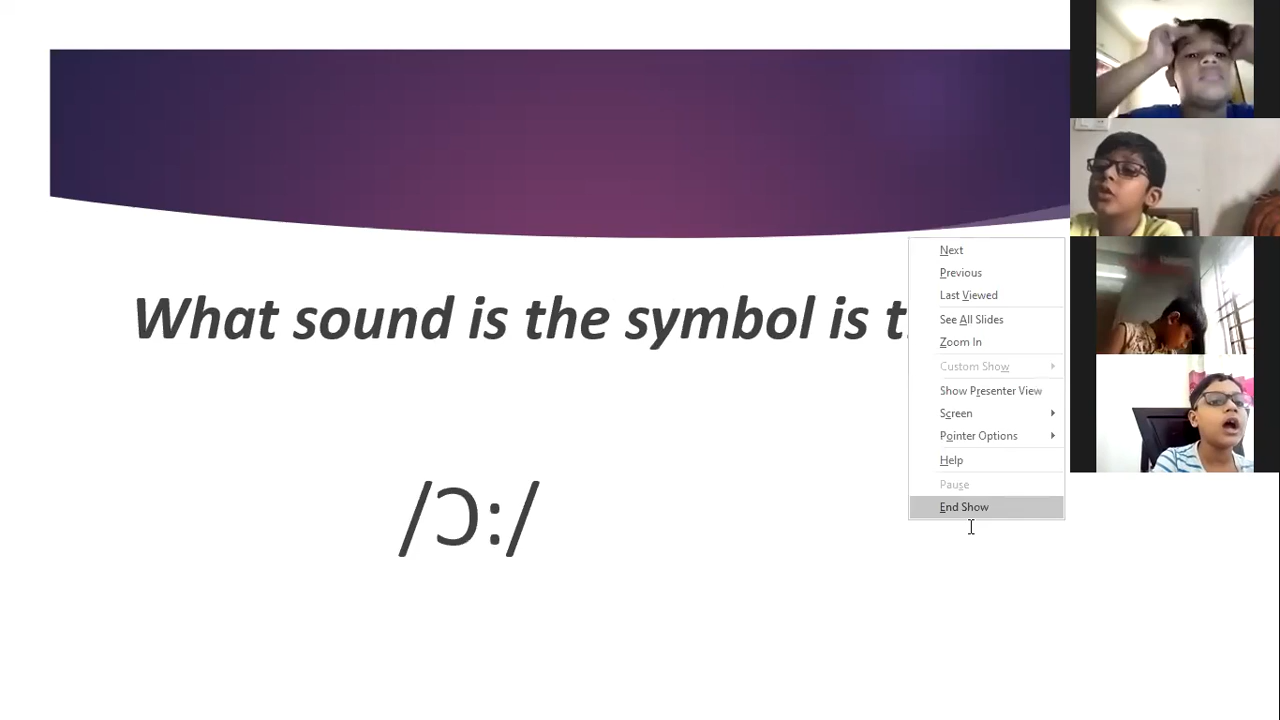 What sound is the symbol is
/ɔ:/
Next
Previous
Last Viewed
See All Slides
Zoom In
Custom Show
Show Presenter View
Screen
Pointer Options
Help
Pause
End Show